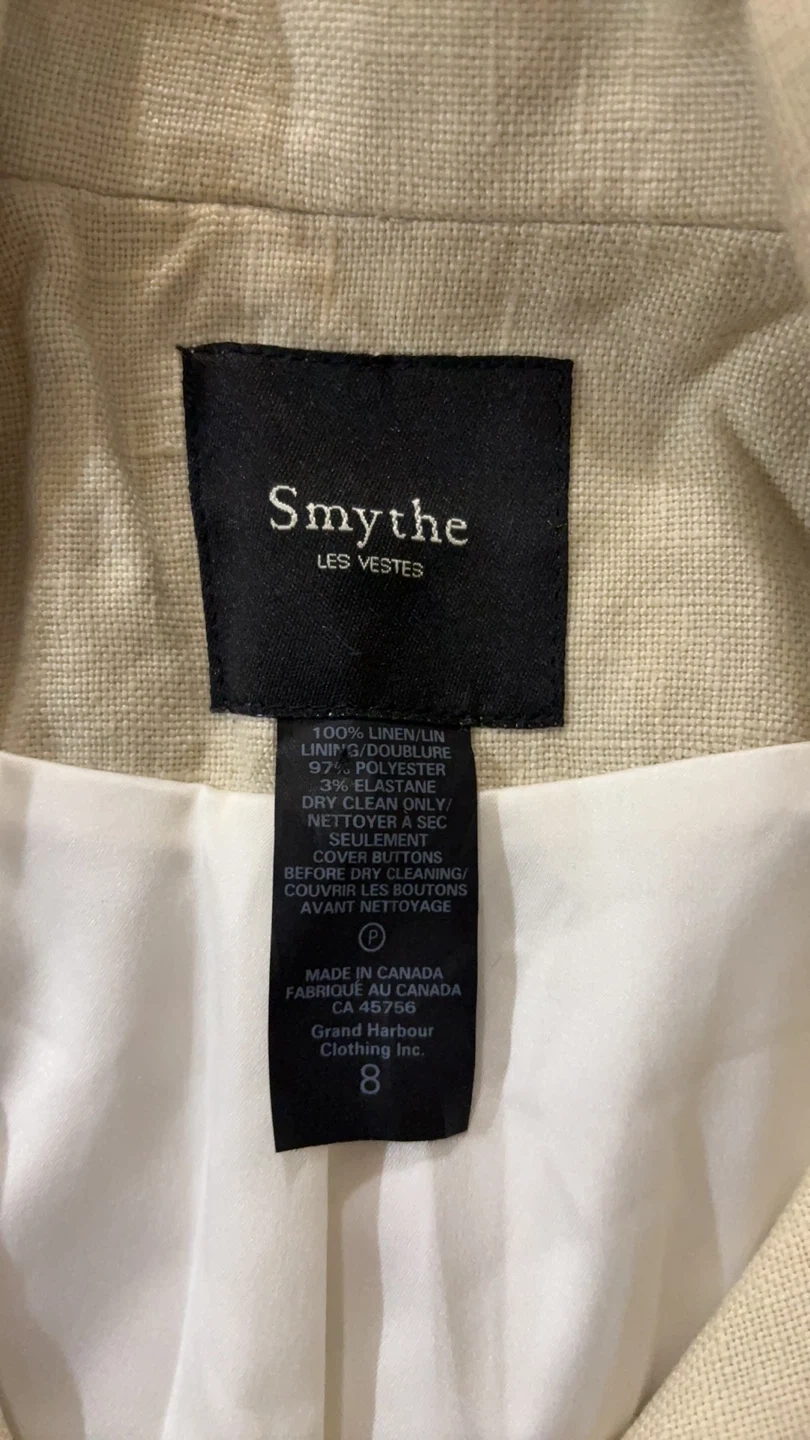 Smythe
LES VESTES
100% LINEN/LIN
LINING/DOUBLURE
97% POLYESTER
3% ELASTANE
DRY CLEAN ONLY/
NETTOYER À SEC
SEULEMENT
COVER BUTTONS
BEFORE DRY CLEANING/
COUVRIR LES BOUTONS
AVANT NETTOYAGE
P
MADE IN CANADA
FABRIQUÉ AU CANADA
CA 45756
Grand Harbour
Clothing Inc.
8